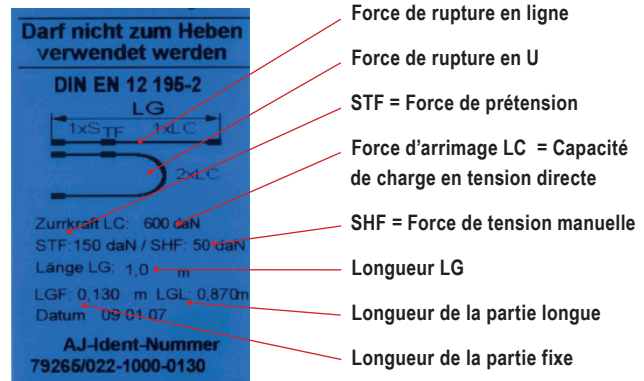 Darf nicht zum Heben
verwendet werden
DIN EN 12 195-2
LG
1xSTF 1xLC
2xLC
Zurrkraft LC: 600 daN
STF:150 daN / SHF: 50 daN
Länge LG: 1,0 m
LGF: 0,130 m LGL: 0,870m
Datum 09 01 07
AJ-Ident-Nummer
79265/022-1000-0130
Force de rupture en ligne
Force de rupture en U
STF = Force de prétension
Force d'arrimage LC = Capacité
de charge en tension directe
SHF = Force de tension manuelle
Longueur LG
Longueur de la partie longue
Longueur de la partie fixe